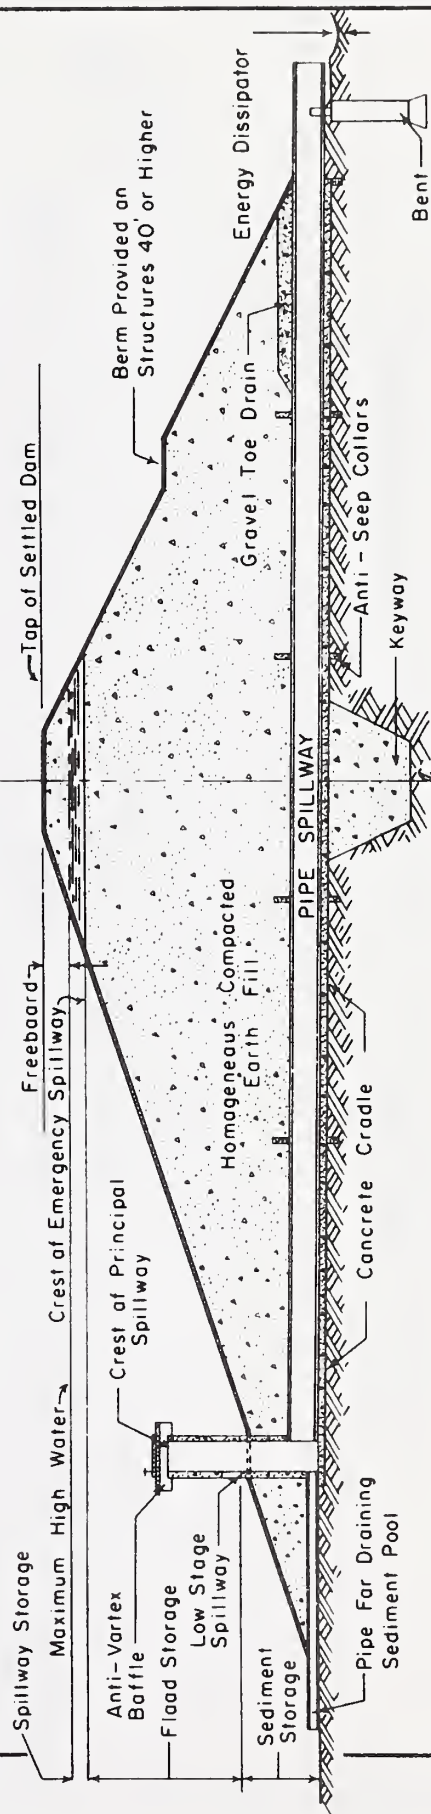 Spillway Storage
Maximum High Water
Crest of Emergency Spillway
Freeboard
Top of Settled Dam
Berm Provided on
Structures 40' or Higher
Anti-Vortex
Baffle
Crest of Principal
Spillway
Flood Storage
Low Stage
Spillway
Sediment
Storage
Homogeneous Compacted
Earth Fill
Gravel Toe Drain
Energy Dissipator
PIPE SPILLWAY
Pipe For Draining
Sediment Pool
Concrete Cradle
Keyway
Anti-Seep Collars
Bent